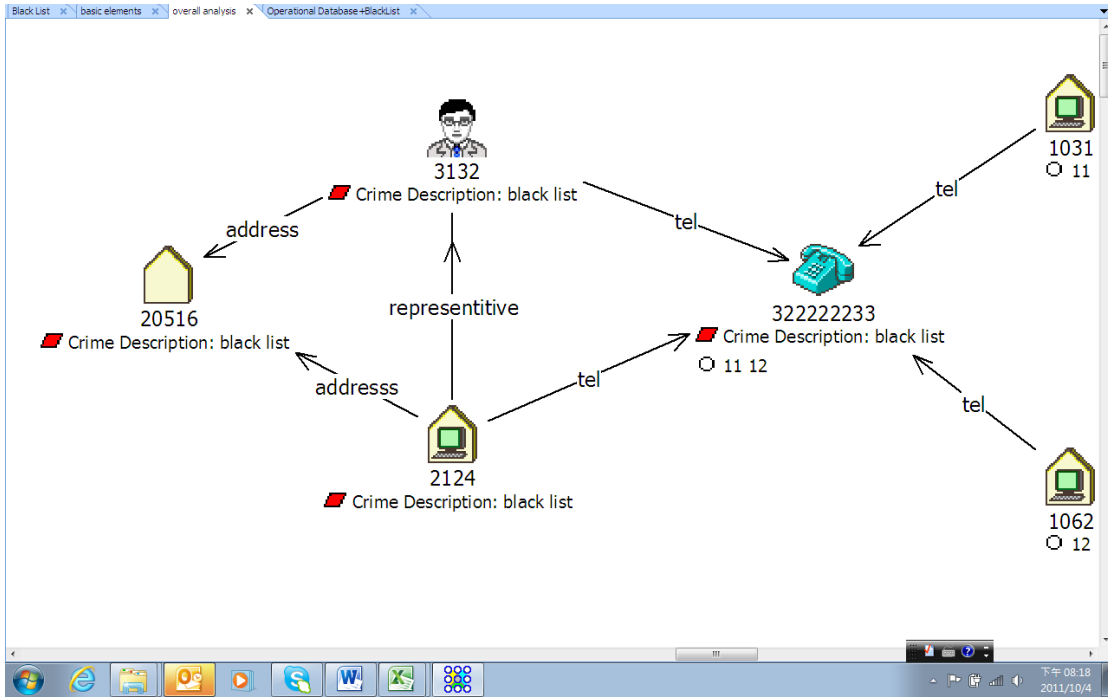 Black List
basic elements
overall analysis
Operational Database+BlackList
3132
Crime Description: black list
1031
11
address
tel
tel
20516
Crime Description: black list
representitive
322222233
Crime Description: black list
11 12
addresss
tel
tel
2124
Crime Description: black list
1062
12
下午 08:18
2011/10/4